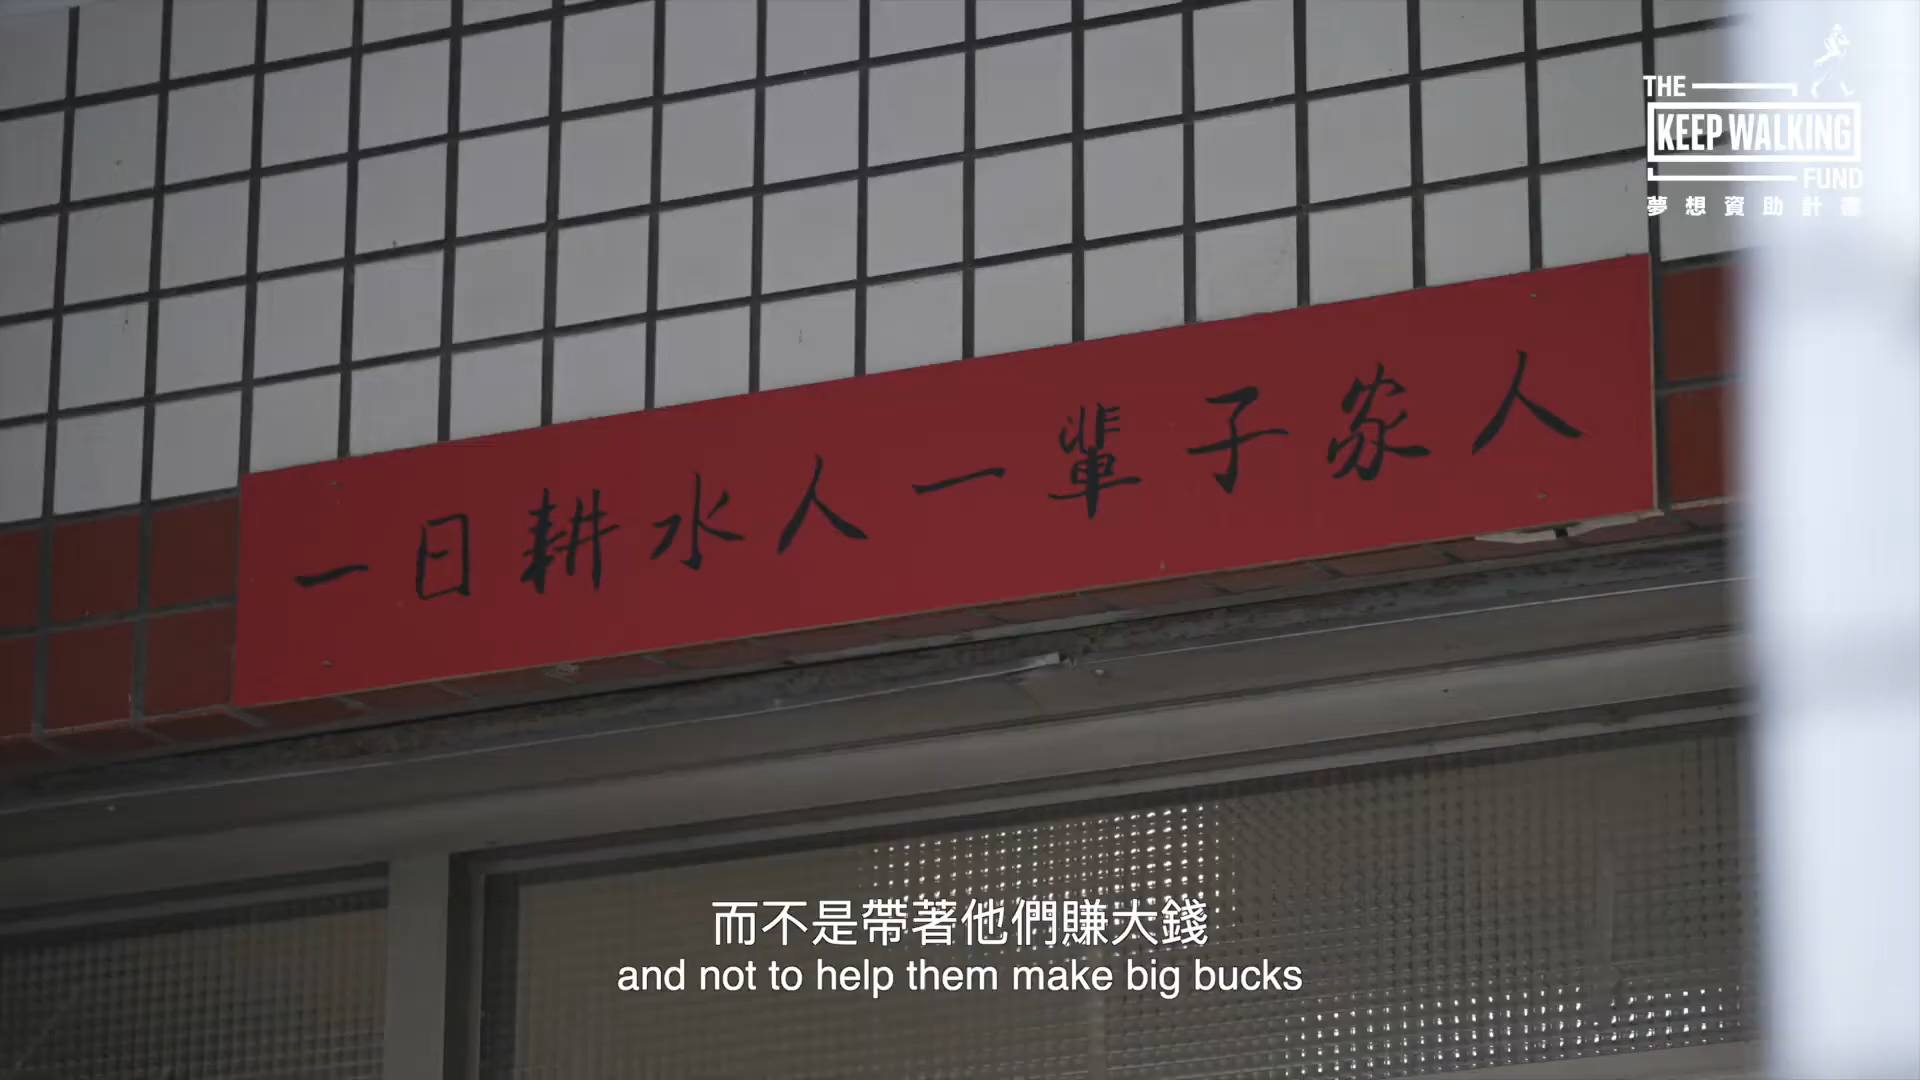 THE
KEEP WALKING
FUND
夢想資助計畫
一日耕水人一輩子家人
而不是帶著他們賺大錢
and not to help them make big bucks